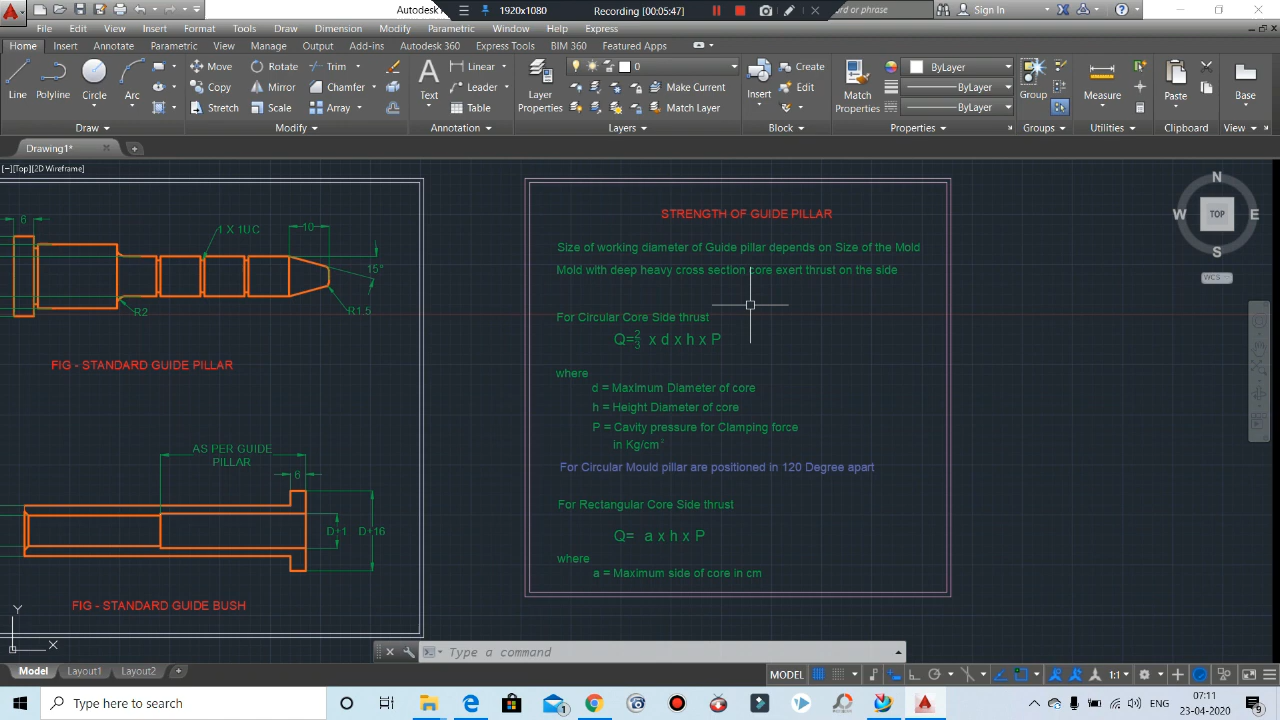 Autodesk
1920x1080
Recording [00:05:47]
or phrase
Sign In
File Edit View Insert Format Tools Draw Dimension Modify Parametric Window Help Express
Home Insert Annotate Parametric View Manage Output Add-ins Autodesk 360 Express Tools BIM 360 Featured Apps
Line Polyline Circle Arc
Move Rotate Trim
Copy Mirror Chamfer
Stretch Scale Array
Text Linear
Leader
Table
Layer Properties
0
Make Current
Match Layer
Insert Create
Edit
Match Properties
ByLayer
ByLayer
ByLayer
Group Measure Paste Base
Draw Modify Annotation Layers Block Properties Groups Utilities Clipboard View
Drawing1*
[−][Top][2D Wireframe]
6
1 X 1UC
10
15°
R2
R1.5
FIG - STANDARD GUIDE PILLAR
AS PER GUIDE
PILLAR
6
D+1
D+16
FIG - STANDARD GUIDE BUSH
Y
X
STRENGTH OF GUIDE PILLAR
Size of working diameter of Guide pillar depends on Size of the Mold
Mold with deep heavy cross section core exert thrust on the side
For Circular Core Side thrust
Q=2/3 x d x h x P
where
d = Maximum Diameter of core
h = Height Diameter of core
P = Cavity pressure for Clamping force
in Kg/cm²
For Circular Mould pillar are positioned in 120 Degree apart
For Rectangular Core Side thrust
Q= a x h x P
where
a = Maximum side of core in cm
N
W TOP E
S
WCS
Type a command
Model Layout1 Layout2
MODEL
1:1
Type here to search
1
ENG
07:11
23-04-2020
9